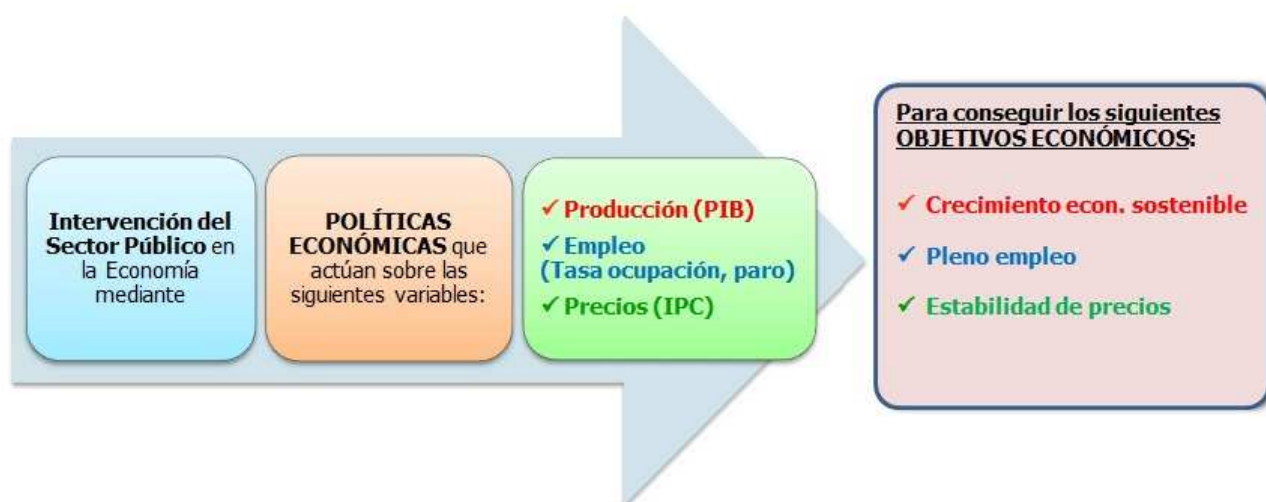 Intervención del
Sector Público en
la Economía
mediante
POLÍTICAS
ECONÓMICAS que
actúan sobre las
siguientes variables:
✓ Producción (PIB)
✓ Empleo
(Tasa ocupación, paro)
✓ Precios (IPC)
Para conseguir los siguientes
OBJETIVOS ECONÓMICOS:
✓ Crecimiento econ. sostenible
✓ Pleno empleo
✓ Estabilidad de precios